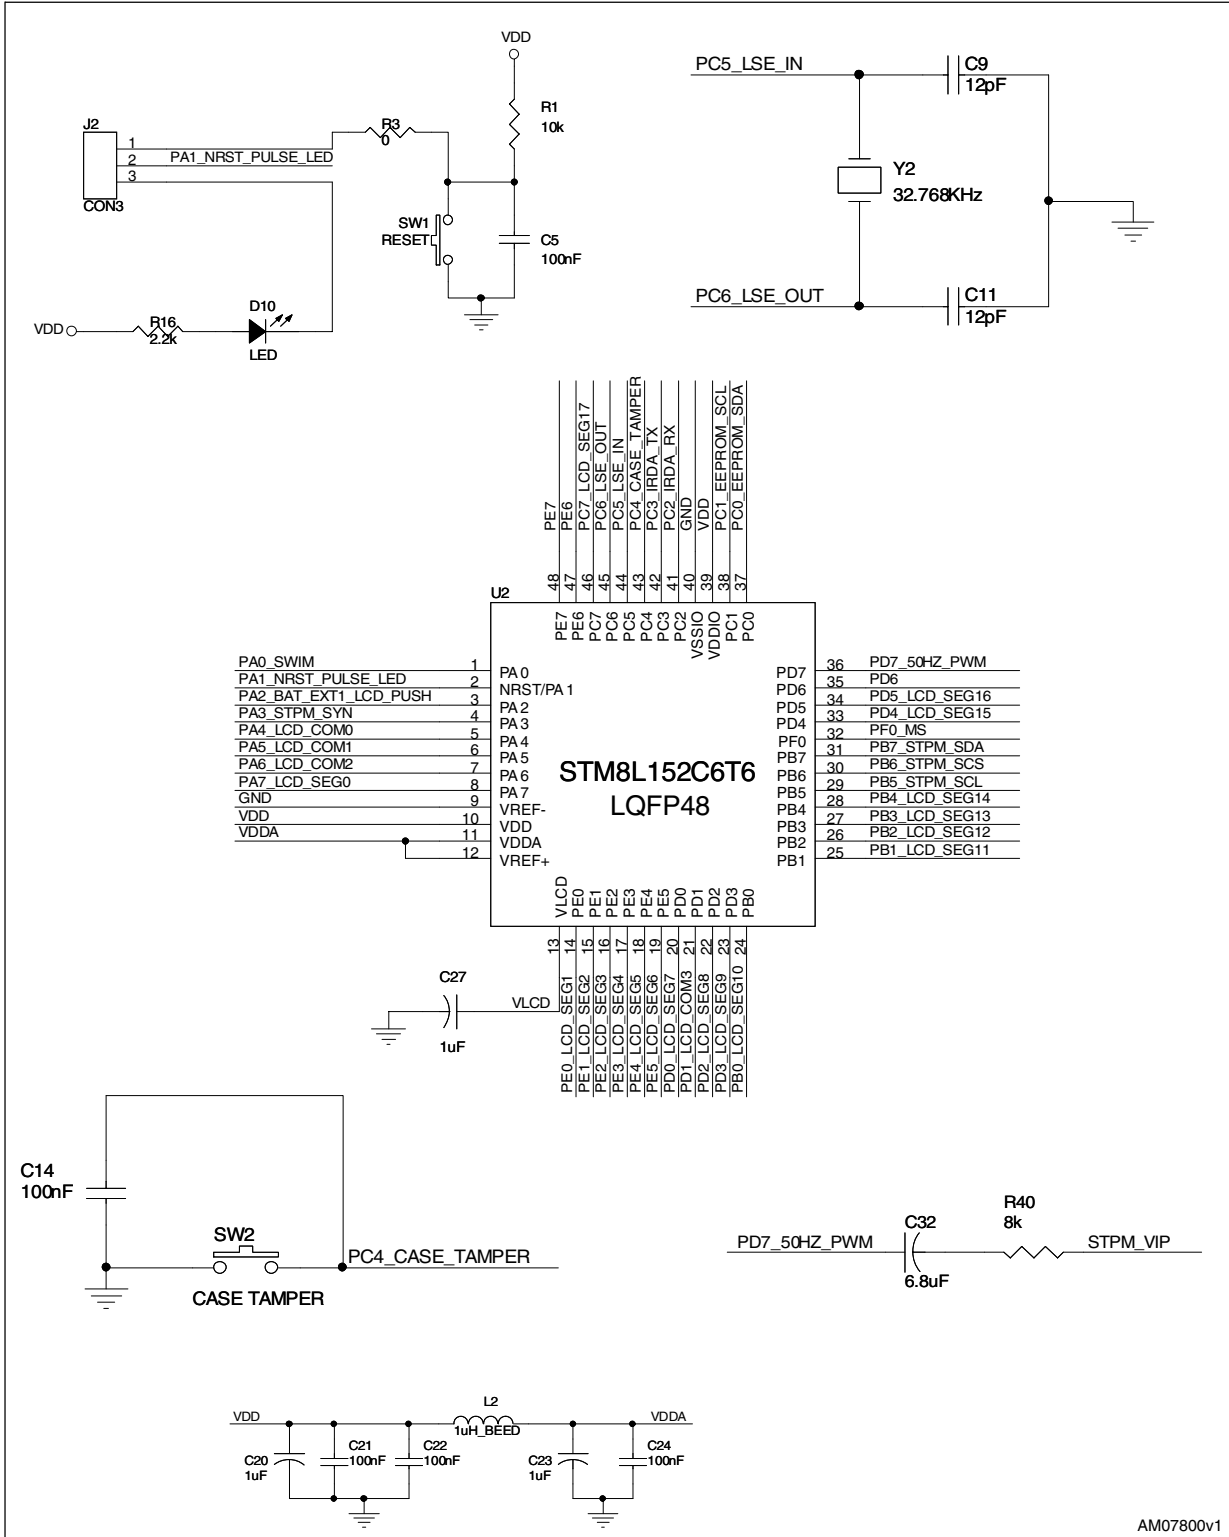 VDD
R1
10k
J2
1
2
3
PA1_NRST_PULSE_LED
CON3
R3
0
SW1
RESET
C5
100nF
VDD
R16
2.2k
D10
LED
PC5_LSE_IN
C9
12pF
Y2
32.768KHz
PC6_LSE_OUT
C11
12pF
PE7
PE6
PC7_LCD_SEG17
PC6_LSE_OUT
PC5_LSE_IN
PC4_CASE_TAMPER
PC3_IRDA_TX
PC2_IRDA_RX
GND
VDD
PC1_EEPROM_SCL
PC0_EEPROM_SDA
48
47
46
45
44
43
42
41
40
39
38
37
U2
PE7
PE6
PC7
PC6
PC5
PC4
PC3
PC2
VSSIO
VDDIO
PC1
PC0
PA0_SWIM 1 PA0
PA1_NRST_PULSE_LED 2 NRST/PA1
PA2_BAT_EXT1_LCD_PUSH 3 PA2
PA3_STPM_SYN 4 PA3
PA4_LCD_COM0 5 PA4
PA5_LCD_COM1 6 PA5
PA6_LCD_COM2 7 PA6
PA7_LCD_SEG0 8 PA7
GND 9 VREF-
VDD 10 VDD
VDDA 11 VDDA
12 VREF+
STM8L152C6T6
LQFP48
PD7 36 PD7_50HZ_PWM
PD6 35 PD6
PD5 34 PD5_LCD_SEG16
PD4 33 PD4_LCD_SEG15
PF0 32 PF0_MS
PB7 31 PB7_STPM_SDA
PB6 30 PB6_STPM_SCS
PB5 29 PB5_STPM_SCL
PB4 28 PB4_LCD_SEG14
PB3 27 PB3_LCD_SEG13
PB2 26 PB2_LCD_SEG12
PB1 25 PB1_LCD_SEG11
VLCD
PE0
PE1
PE2
PE3
PE4
PE5
PD0
PD1
PD2
PD3
PB0
13
14
15
16
17
18
19
20
21
22
23
24
C27
1uF
VLCD
PE0_LCD_SEG1
PE1_LCD_SEG2
PE2_LCD_SEG3
PE3_LCD_SEG4
PE4_LCD_SEG5
PE5_LCD_SEG6
PD0_LCD_SEG7
PD1_LCD_COM3
PD2_LCD_SEG8
PD3_LCD_SEG9
PB0_LCD_SEG10
C14
100nF
SW2
PC4_CASE_TAMPER
CASE TAMPER
PD7_50HZ_PWM
C32
6.8uF
R40
8k
STPM_VIP
VDD
C20
1uF
C21
100nF
C22
100nF
L2
1uH_BEED
C23
1uF
C24
100nF
VDDA
AM07800v1